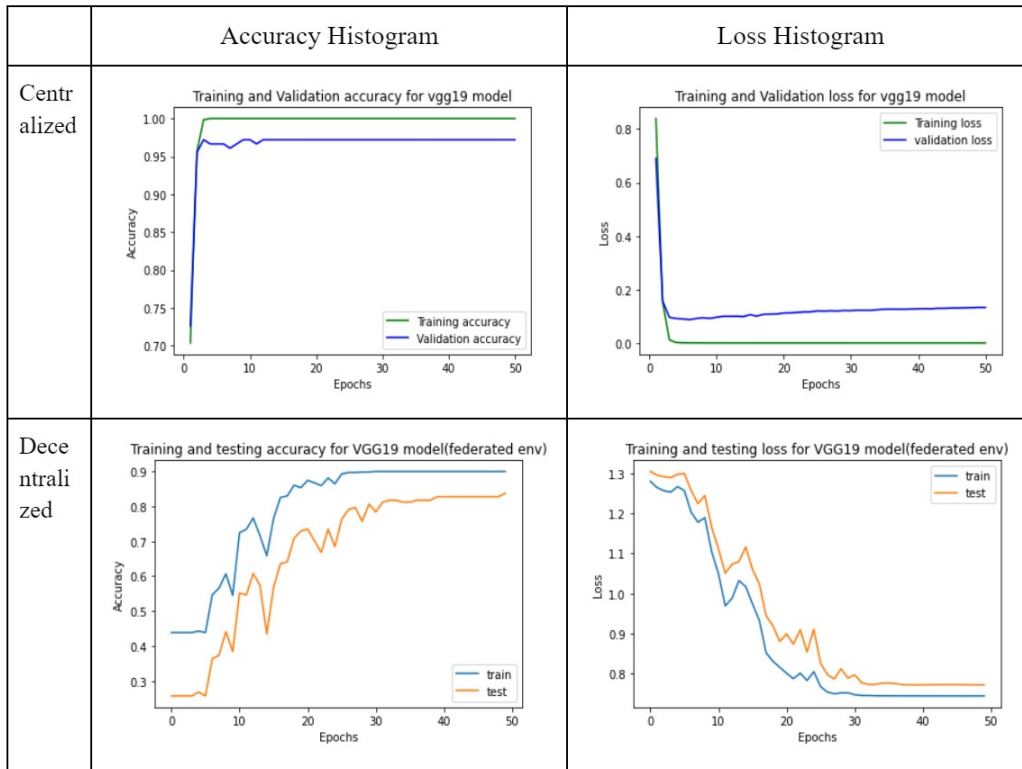 Accuracy Histogram
Loss Histogram
Centr
alized
Training and Validation accuracy for vgg19 model
1.00
0.95
0.90
0.85
0.80
0.75
0.70
Accuracy
Training accuracy
Validation accuracy
0 10 20 30 40 50
Epochs
Training and Validation loss for vgg19 model
0.8
0.6
0.4
0.2
0.0
Loss
Training loss
validation loss
0 10 20 30 40 50
Epochs
Dece
ntrali
zed
Training and testing accuracy for VGG19 model(federated env)
0.9
0.8
0.7
0.6
0.5
0.4
0.3
Accuracy
train
test
0 10 20 30 40 50
Epochs
Training and testing loss for VGG19 model(federated env)
1.3
1.2
1.1
1.0
0.9
0.8
Loss
train
test
0 10 20 30 40 50
Epochs